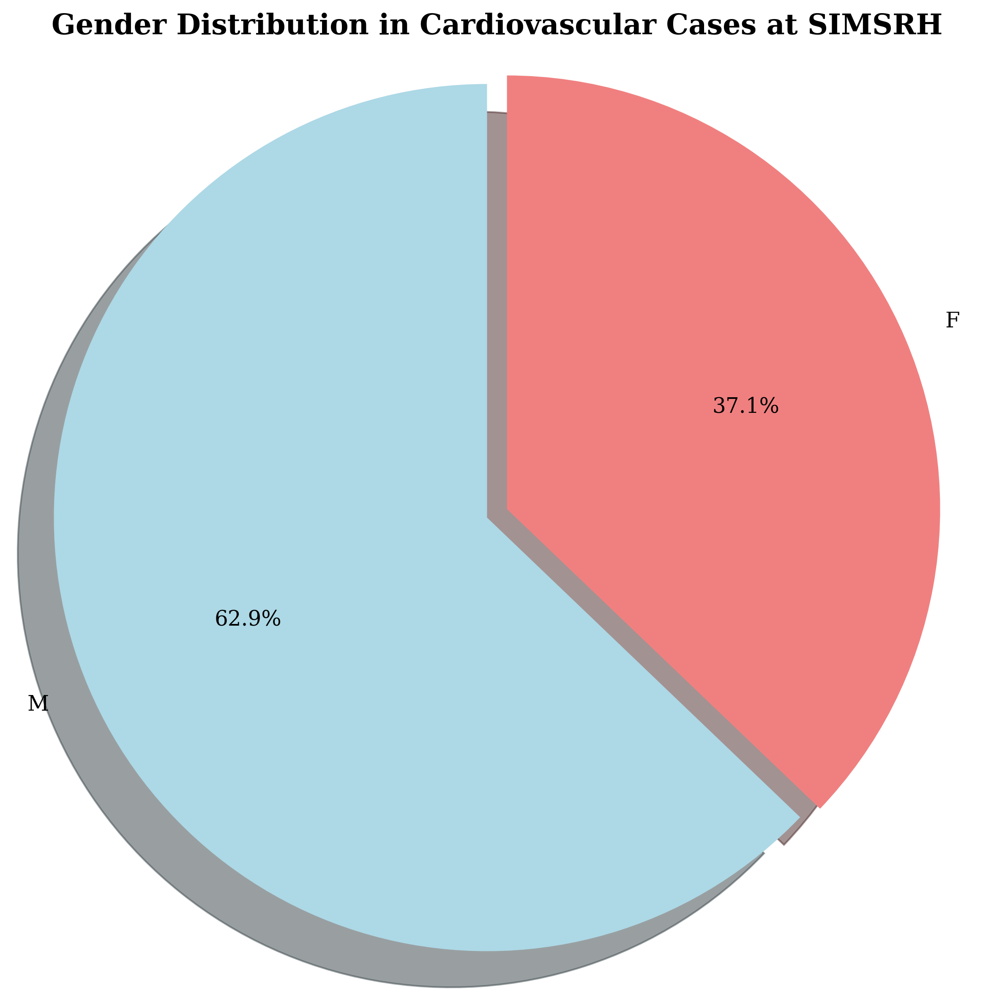 Gender Distribution in Cardiovascular Cases at SIMSRH
F
37.1%
62.9%
M